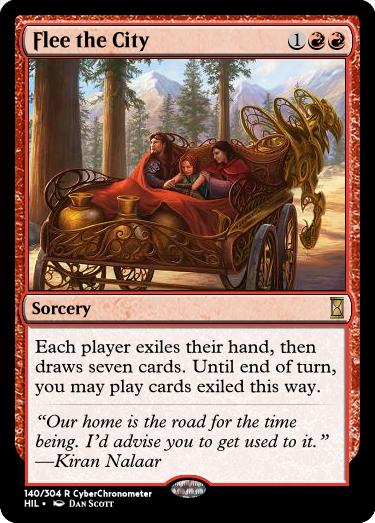 Flee the City 1
Sorcery
Each player exiles their hand, then
draws seven cards. Until end of turn,
you may play cards exiled this way.
“Our home is the road for the time
being. I’d advise you to get used to it.”
—Kiran Nalaar
140/304 R CyberChronometer
HIL • DAN SCOTT